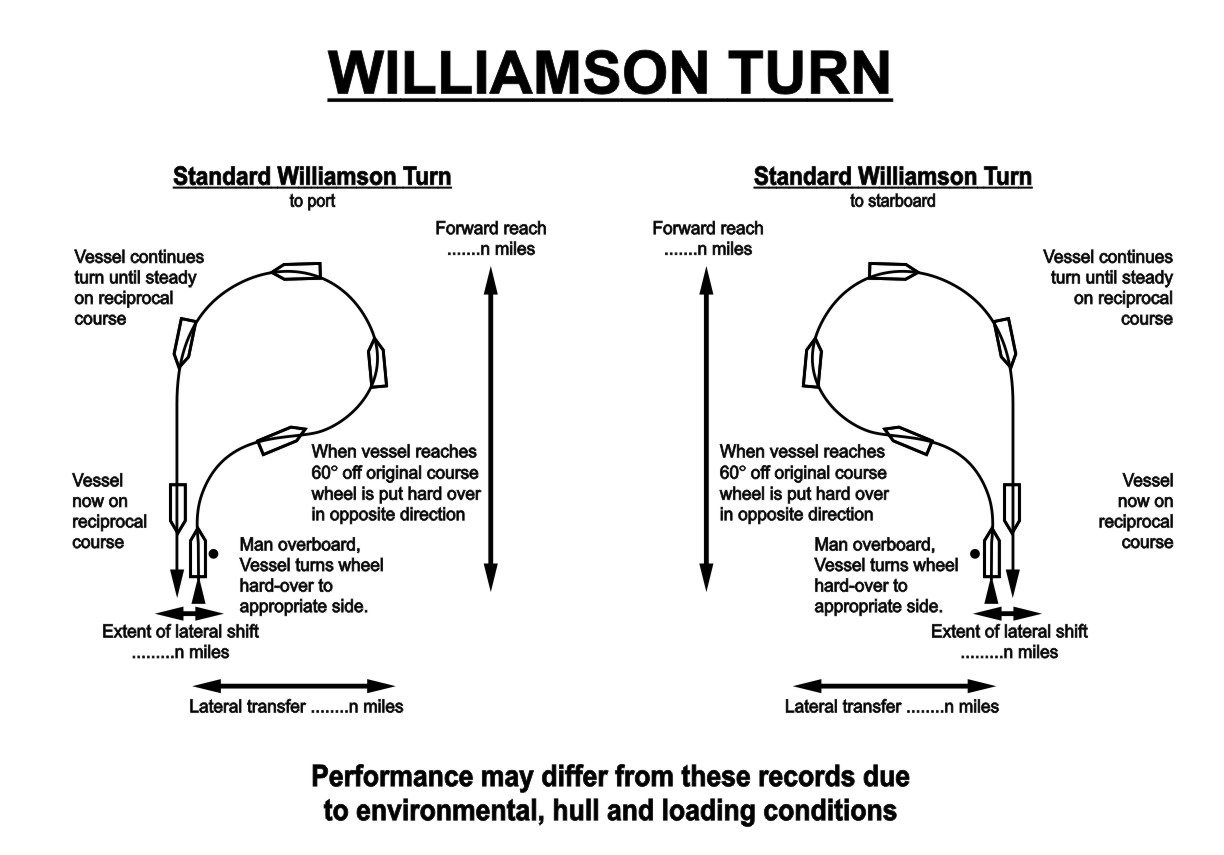 WILLIAMSON TURN
Standard Williamson Turn
to port
Forward reach
.......n miles
Vessel continues
turn until steady
on reciprocal
course
When vessel reaches
60° off original course
wheel is put hard over
in opposite direction
Vessel
now on
reciprocal
course
Man overboard,
Vessel turns wheel
hard-over to
appropriate side.
Extent of lateral shift
.........n miles
Lateral transfer ........n miles
Standard Williamson Turn
to starboard
Forward reach
.......n miles
Vessel continues
turn until steady
on reciprocal
course
When vessel reaches
60° off original course
wheel is put hard over
in opposite direction
Vessel
now on
reciprocal
course
Man overboard,
Vessel turns wheel
hard-over to
appropriate side.
Extent of lateral shift
.........n miles
Lateral transfer ........n miles
Performance may differ from these records due
to environmental, hull and loading conditions